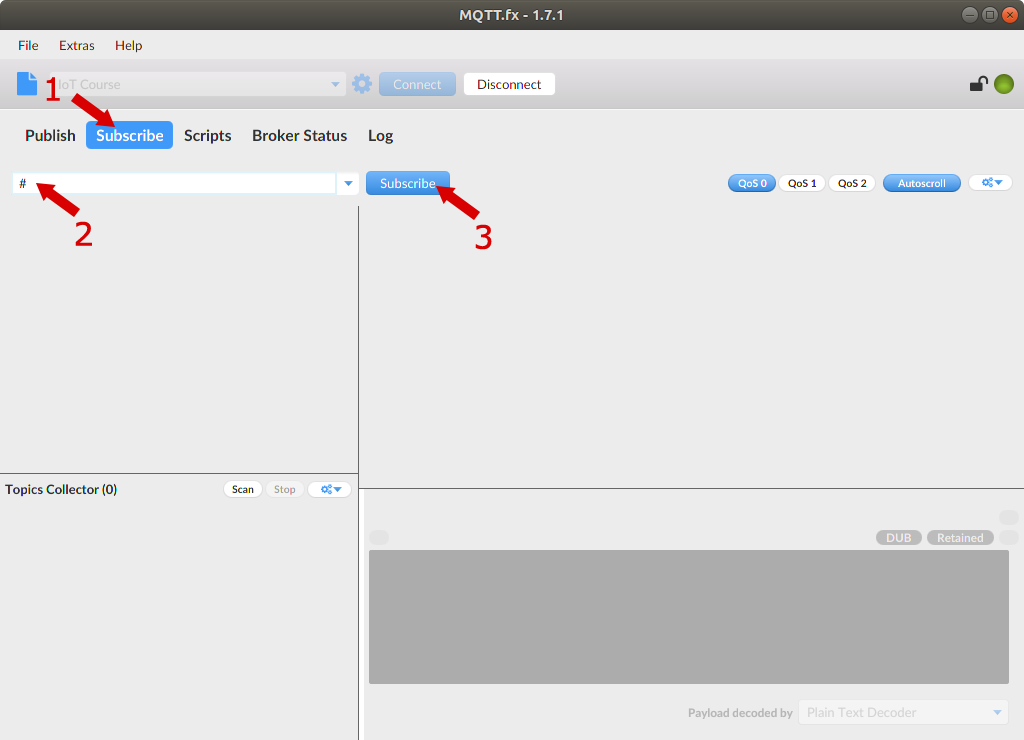 MQTT.fx - 1.7.1
File Extras Help
1 IoT Course Connect Disconnect
Publish Subscribe Scripts Broker Status Log
# Subscribe QoS 0 QoS 1 QoS 2 Autoscroll
2 3
Topics Collector (0) Scan Stop
DUB Retained
Payload decoded by Plain Text Decoder